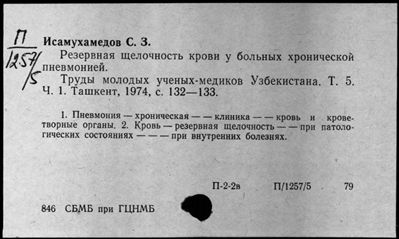 П
1257/5
Исамухамедов С. З.
Резервная щелочность крови у больных хронической
пневмонией.
Труды молодых ученых-медиков Узбекистана. Т. 5.
Ч. 1. Ташкент, 1974, с. 132—133.
1. Пневмония — хроническая — — клиника — — кровь и крове-
творные органы. 2. Кровь — резервная щелочность — — при патоло-
гических состояниях — — — при внутренних болезнях.
П-2-2в П/1257/5 79
846 СБМБ при ГЦНМБ